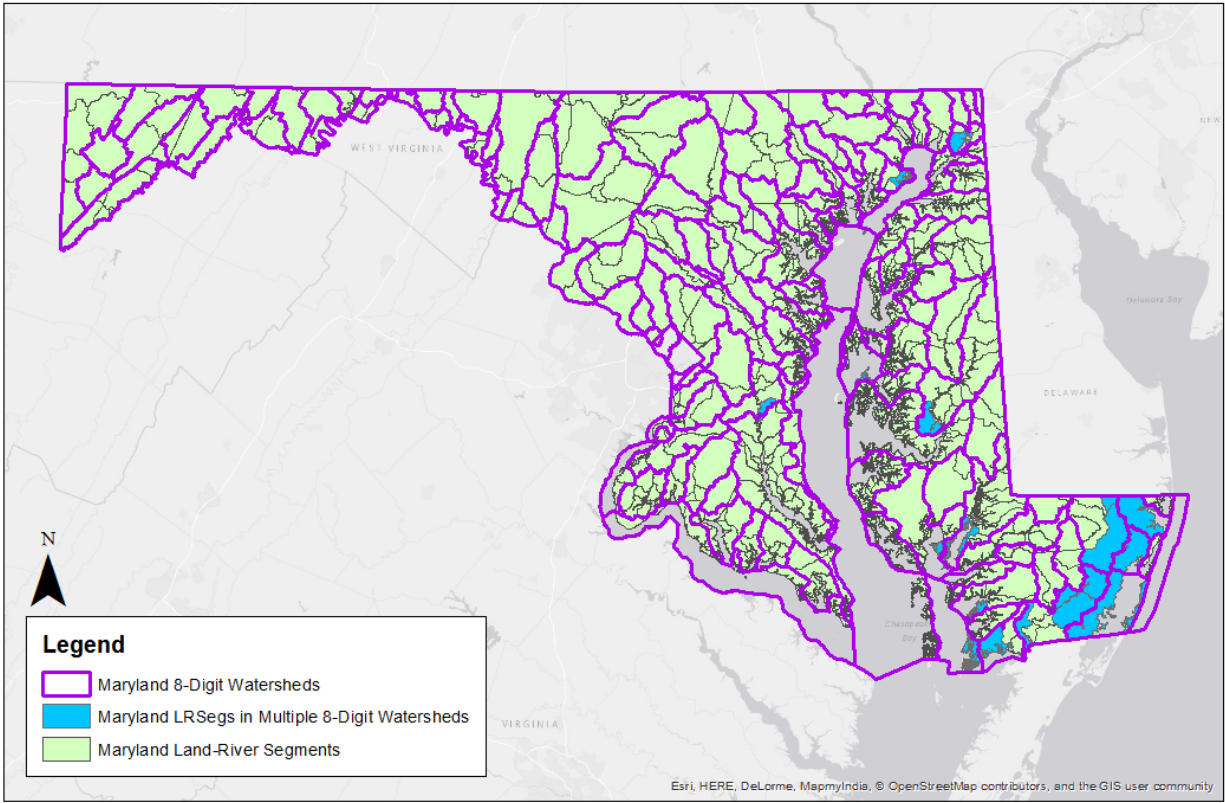 WEST VIRGINIA
NEW
Delaware Bay
DELAWARE
N
Chesapeake
Bay
Legend
Maryland 8-Digit Watersheds
Maryland LRSegs in Multiple 8-Digit Watersheds
Maryland Land-River Segments
VIRGINIA
Esri, HERE, DeLorme, MapmyIndia, © OpenStreetMap contributors, and the GIS user community